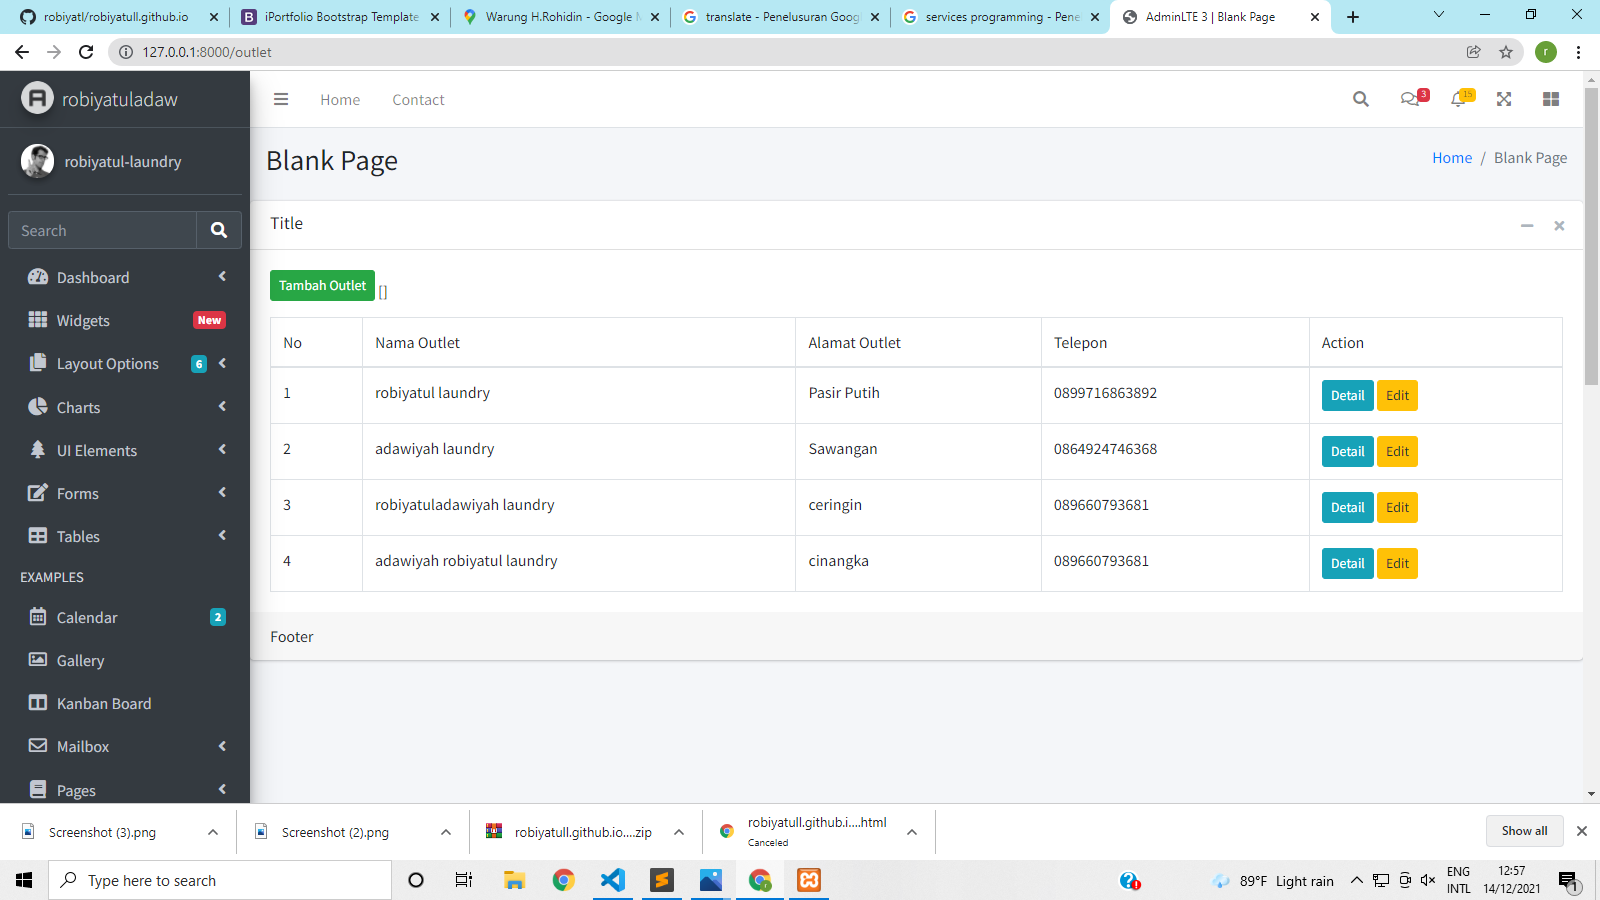 robiyatl/robiyatull.github.io
iPortfolio Bootstrap Template
Warung H.Rohidin - Google M
translate - Penelusuran Goog
services programming - Pene
AdminLTE 3 | Blank Page
127.0.0.1:8000/outlet
r
robiyatuladaw
Home
Contact
3
15
robiyatul-laundry
Blank Page
Home / Blank Page
Search
Title
Dashboard
Widgets
New
Layout Options
6
Charts
UI Elements
Forms
Tables
EXAMPLES
Calendar
2
Gallery
Kanban Board
Mailbox
Pages
Tambah Outlet
[]
No Nama Outlet Alamat Outlet Telepon Action
1 robiyatul laundry Pasir Putih 0899716863892 Detail Edit
2 adawiyah laundry Sawangan 0864924746368 Detail Edit
3 robiyatuladawiyah laundry ceringin 089660793681 Detail Edit
4 adawiyah robiyatul laundry cinangka 089660793681 Detail Edit
Footer
Screenshot (3).png
Screenshot (2).png
robiyatull.github.io....zip
robiyatull.github.i....html
Canceled
Show all
Type here to search
89°F Light rain
ENG
INTL
12:57
14/12/2021
1